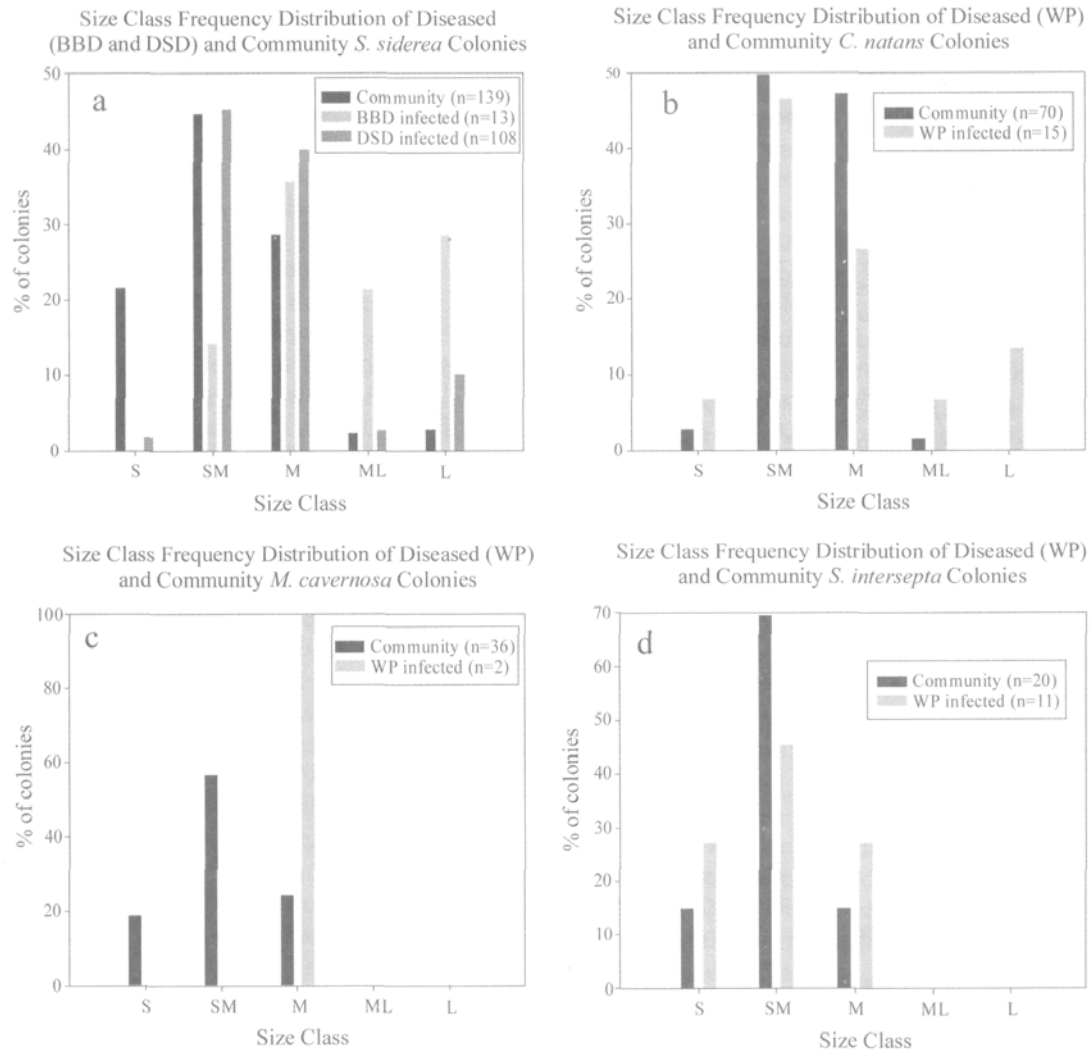 Size Class Frequency Distribution of Diseased
(BBD and DSD) and Community S. siderea Colonies
a
Community (n=139)
BBD infected (n=13)
DSD infected (n=108
50
40
30
20
10
0
% of colonies
S SM M ML L
Size Class
Size Class Frequency Distribution of Diseased (WP)
and Community C. natans Colonies
b
Community (n=70)
WP infected (n=15)
50
40
30
20
10
0
% of colonies
S SM M ML L
Size Class
Size Class Frequency Distribution of Diseased (WP)
and Community M. cavernosa Colonies
c
Community (n=36)
WP infected (n=2)
100
80
60
40
20
0
% of colonies
S SM M ML L
Size Class
Size Class Frequency Distribution of Diseased (WP)
and Community S. intersepta Colonies
d
Community (n=20)
WP infected (n=11)
70
60
50
40
30
20
10
0
% of colonies
S SM M ML L
Size Class